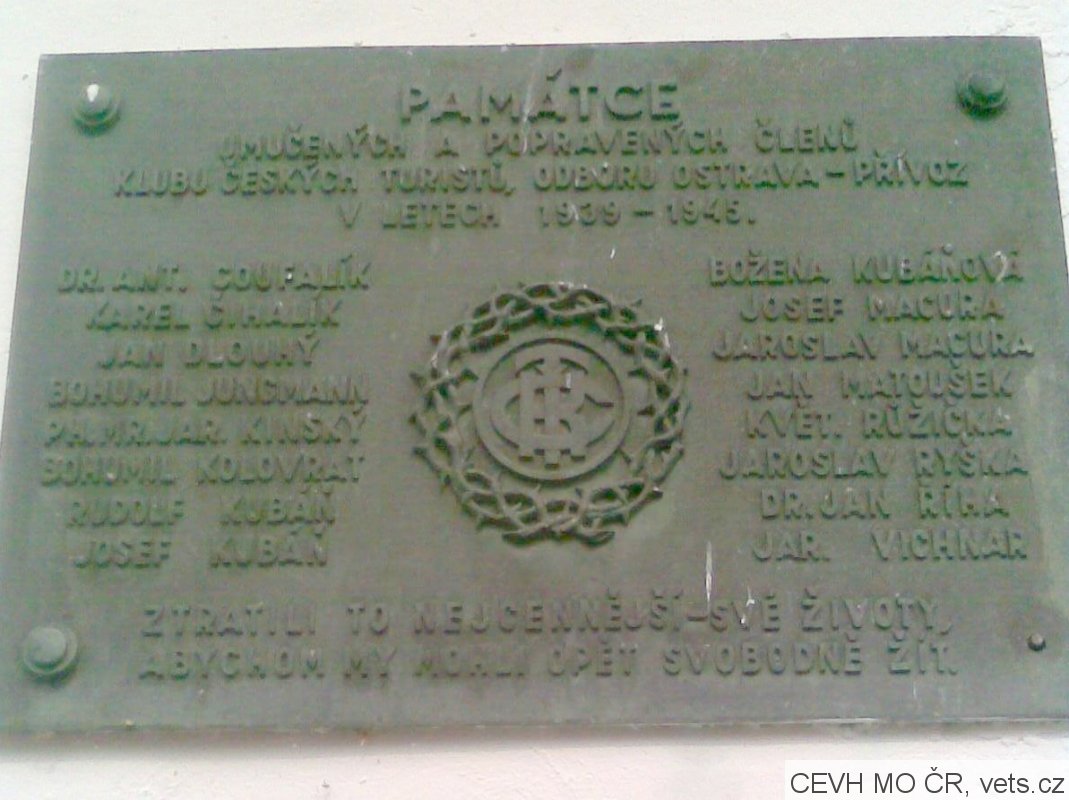 PAMÁTCE
UMUČENÝCH A POPRAVENÝCH ČLENŮ
KLUBU ČESKÝCH TURISTŮ, ODBORU OSTRAVA-PŘÍVOZ
V LETECH 1939-1945.
DR. ANT. COUFALÍK
KAREL ČIHALÍK
JAN DLOUHÝ
BOHUMIL JUNGMANN
PH. MR. JAR. KINSKÝ
BOHUMIL KOLOVRAT
RUDOLF KUBÁŇ
JOSEF KUBÁŇ
BOŽENA KUBÁŇOVÁ
JOSEF MACURA
JAROSLAV MACURA
JAN MATOUŠEK
KVĚT. RŮŽIČKA
JAROSLAV RYŠKA
DR. JAN ŘÍHA
JAR. VICHNAR
KČT
ZTRATILI TO NEJCENNĚJŠÍ-SVÉ ŽIVOTY,
ABYCHOM MY MOHLI OPĚT SVOBODNĚ ŽÍT.
CEVH MO ČR, vets.cz